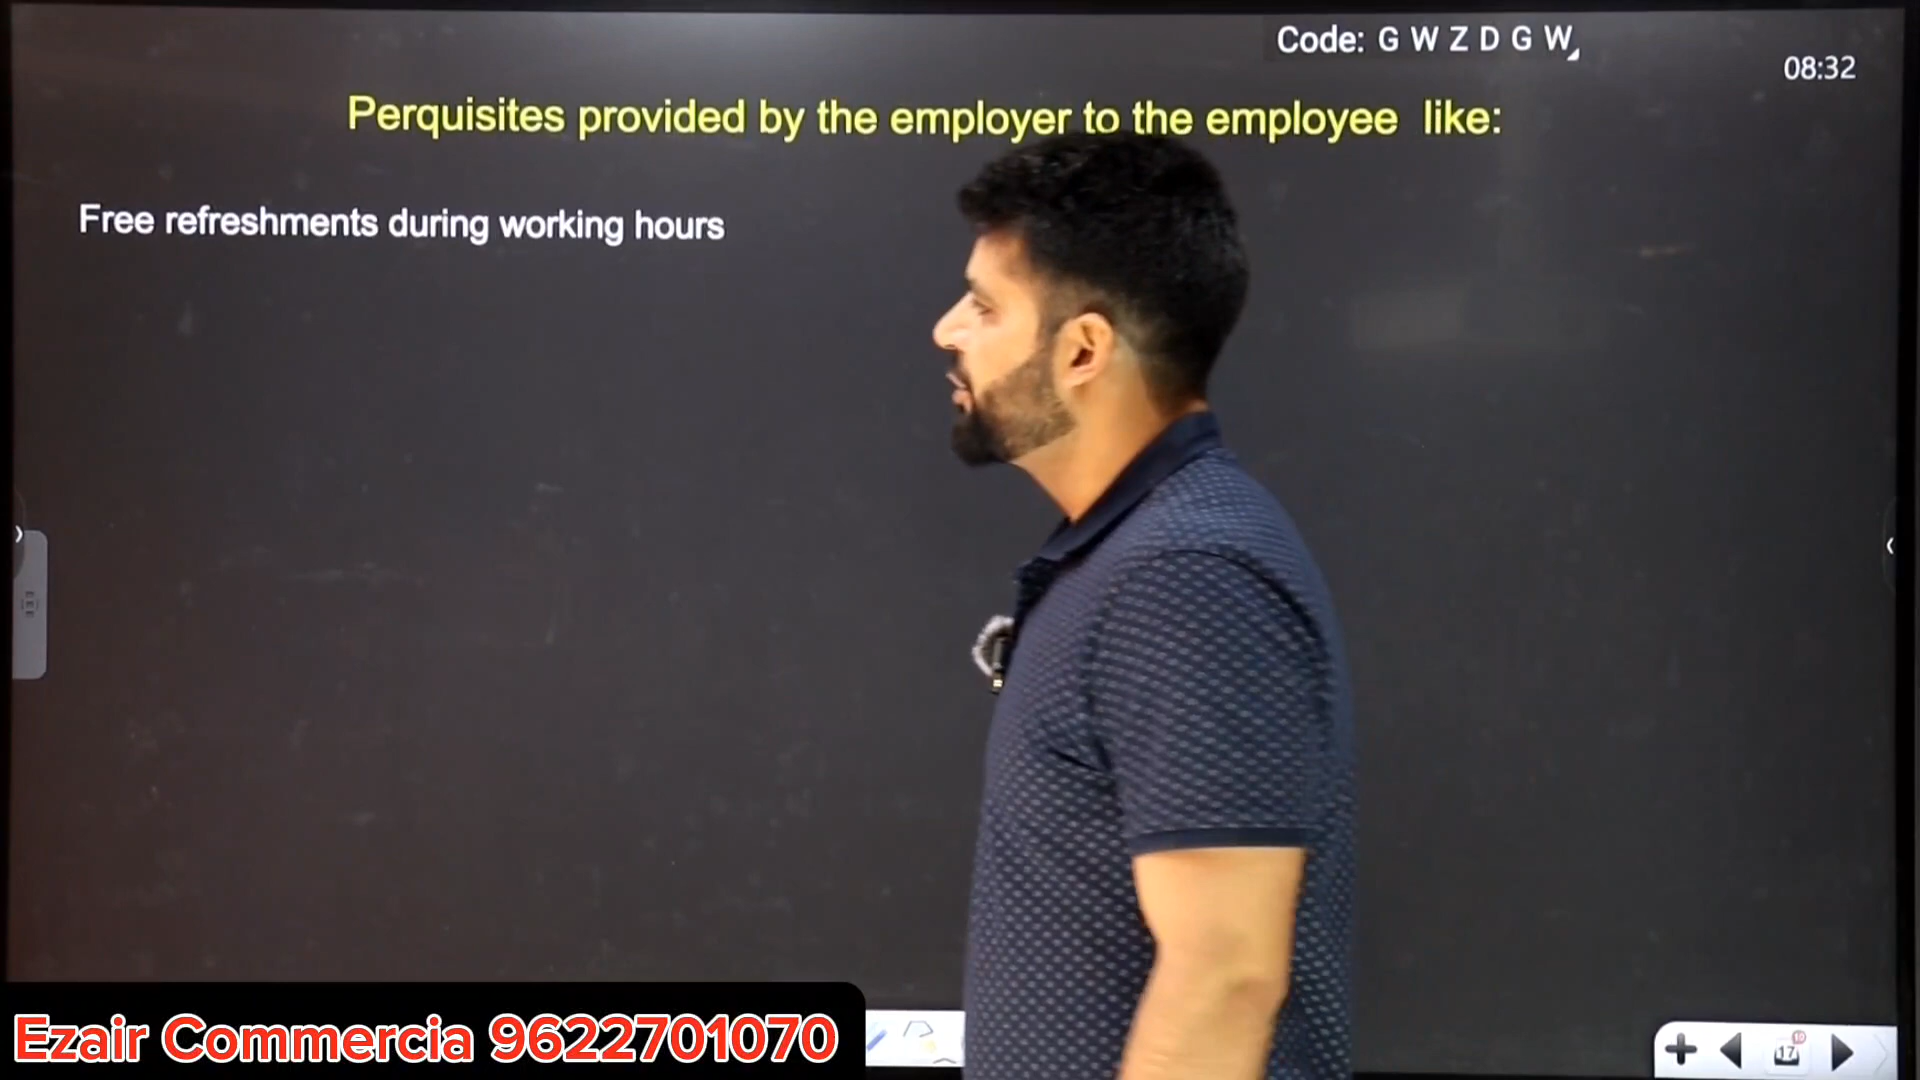 Code: G W Z D G W
08:32
Perquisites provided by the employer to the employee like:
Free refreshments during working hours
Ezair Commercia 9622701070
17